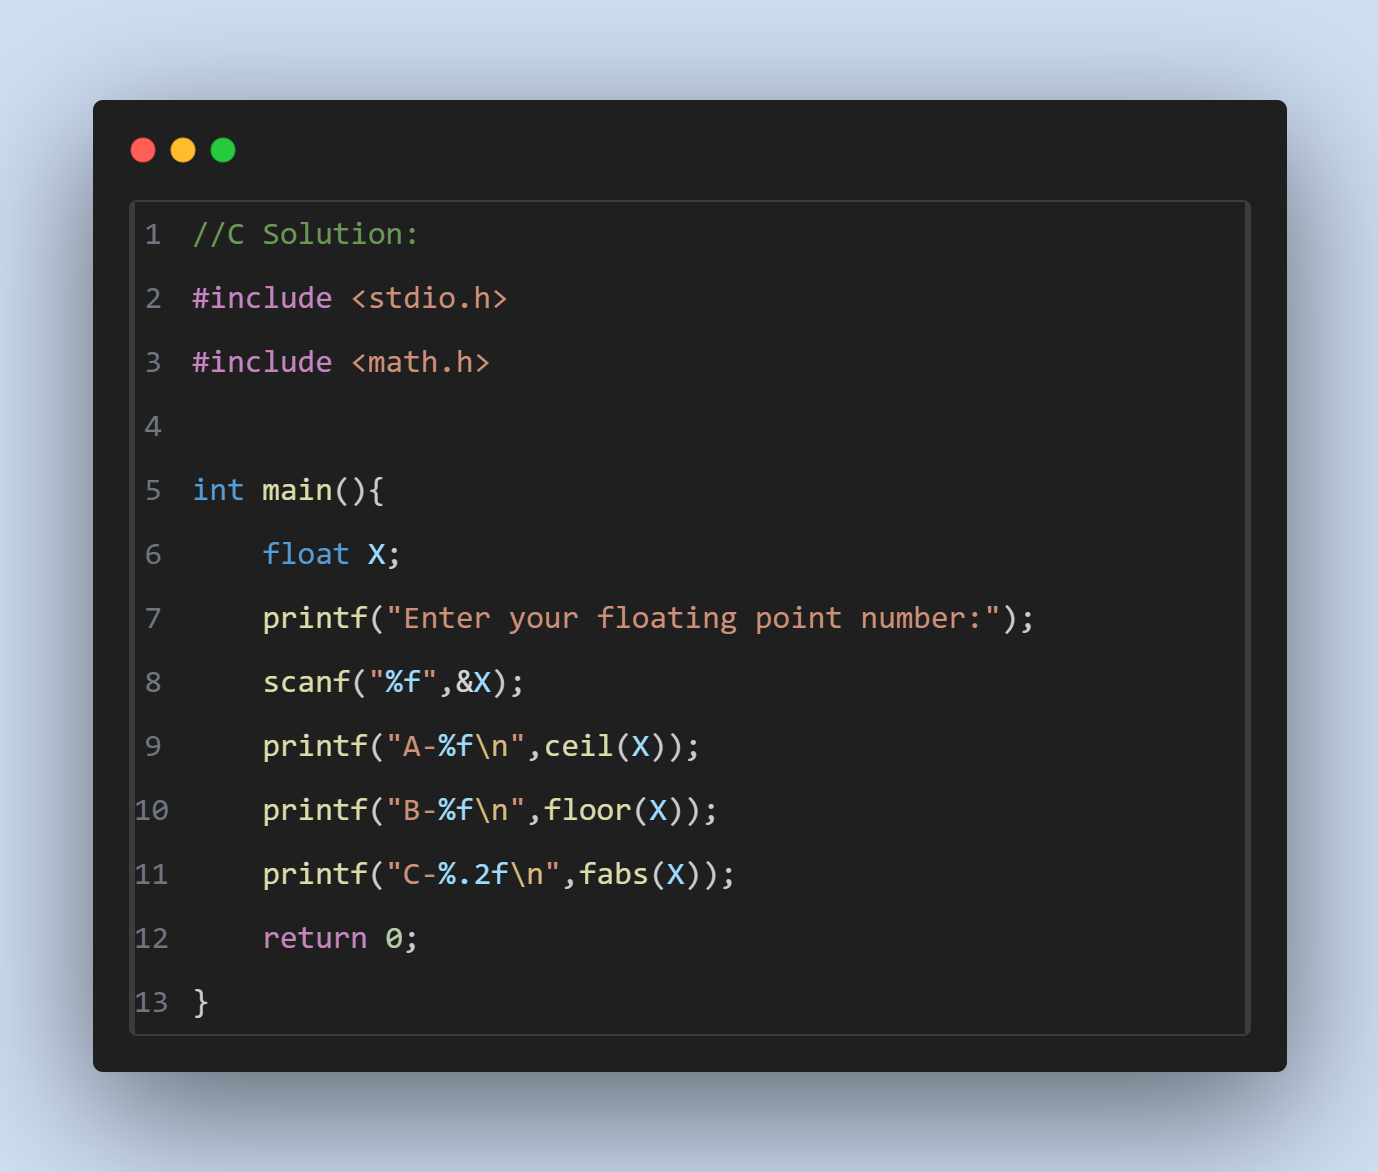 1 //C Solution:
2 #include <stdio.h>
3 #include <math.h>
4
5 int main(){
6     float X;
7     printf("Enter your floating point number:");
8     scanf("%f",&X);
9     printf("A-%f\n",ceil(X));
10     printf("B-%f\n",floor(X));
11     printf("C-%.2f\n",fabs(X));
12     return 0;
13 }